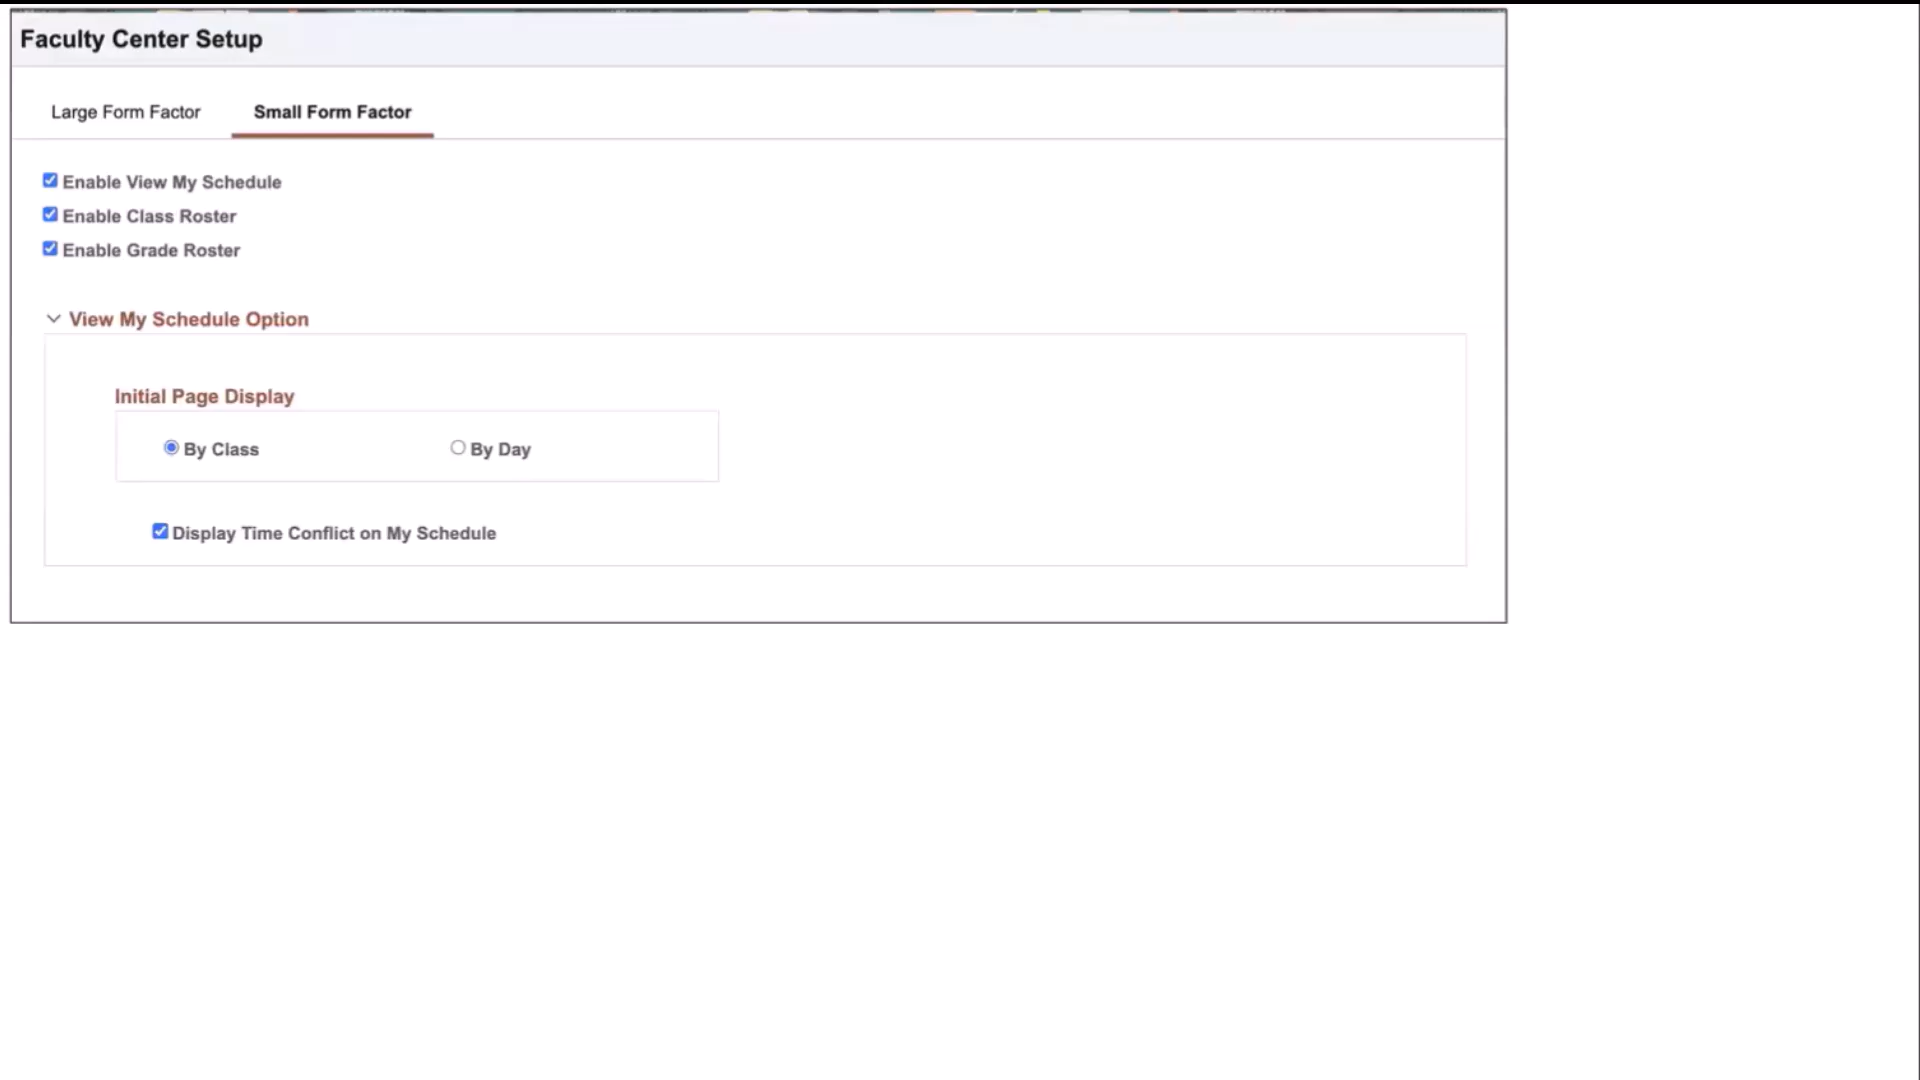 Faculty Center Setup
Large Form Factor Small Form Factor
Enable View My Schedule
Enable Class Roster
Enable Grade Roster
View My Schedule Option
Initial Page Display
By Class By Day
Display Time Conflict on My Schedule